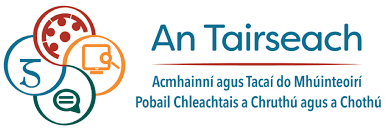 An Tairseach
Acmhainní agus Tacaí do Mhúinteoirí
Pobail Chleachtais a Chruthú agus a Chothú